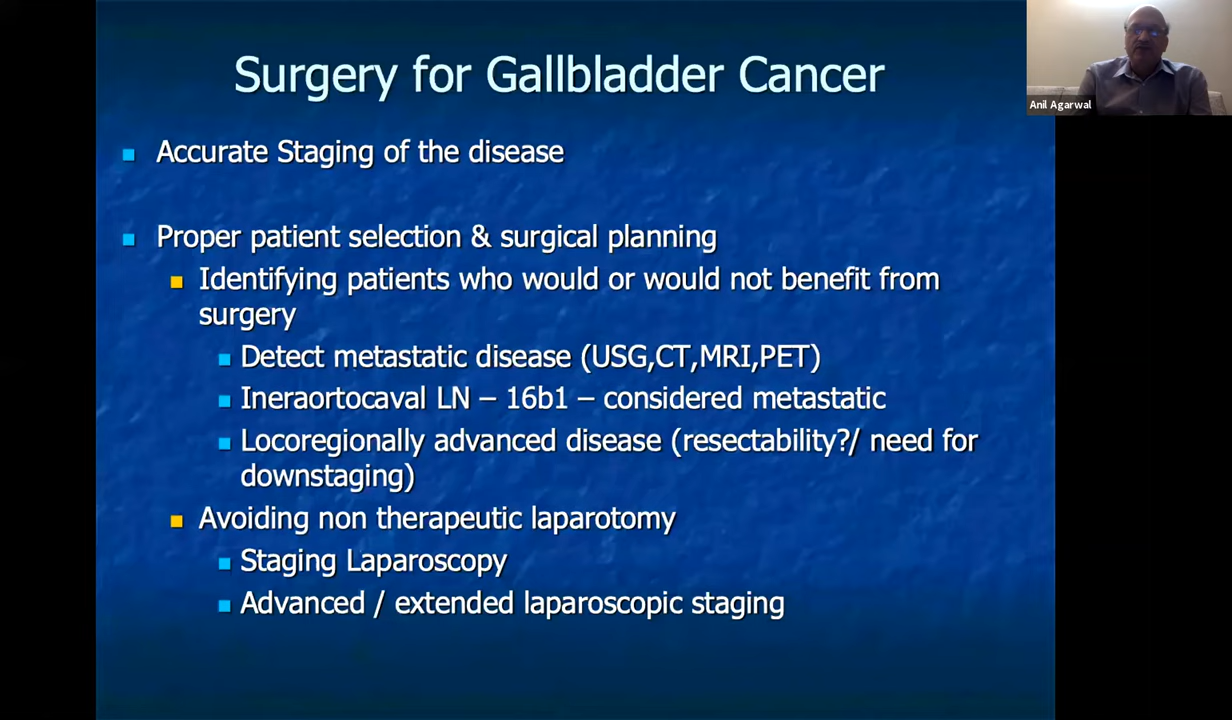 Surgery for Gallbladder Cancer
Anil Agarwal
Accurate Staging of the disease
Proper patient selection & surgical planning
Identifying patients who would or would not benefit from
surgery
Detect metastatic disease (USG,CT,MRI,PET)
Ineraortocaval LN – 16b1 – considered metastatic
Locoregionally advanced disease (resectability?/ need for
downstaging)
Avoiding non therapeutic laparotomy
Staging Laparoscopy
Advanced / extended laparoscopic staging